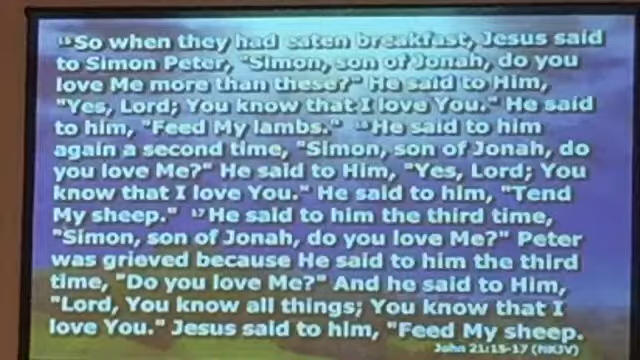 15So when they had eaten breakfast, Jesus said
to Simon Peter, "Simon, son of Jonah, do you
love Me more than these?" He said to Him,
"Yes, Lord; You know that I love You." He said
to him, "Feed My lambs." 16He said to him
again a second time, "Simon, son of Jonah, do
you love Me?" He said to Him, "Yes, Lord; You
know that I love You." He said to him, "Tend
My sheep." 17He said to him the third time,
"Simon, son of Jonah, do you love Me?" Peter
was grieved because He said to him the third
time, "Do you love Me?" And he said to Him,
"Lord, You know all things; You know that I
love You." Jesus said to him, "Feed My sheep.
John 21:15-17 (NKJV)